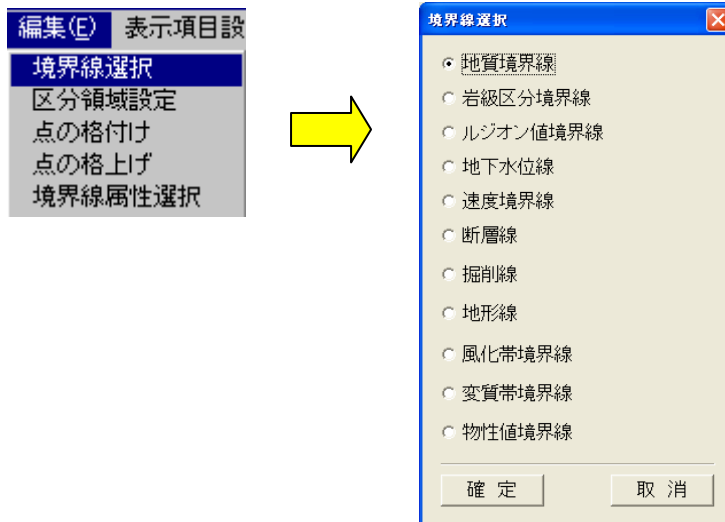 編集(E) 表示項目設
境界線選択
区分領域設定
点の格付け
点の格上げ
境界線属性選択
境界線選択
地質境界線
岩級区分境界線
ルジオン値境界線
地下水位線
速度境界線
断層線
掘削線
地形線
風化帯境界線
変質帯境界線
物性値境界線
確 定 取 消